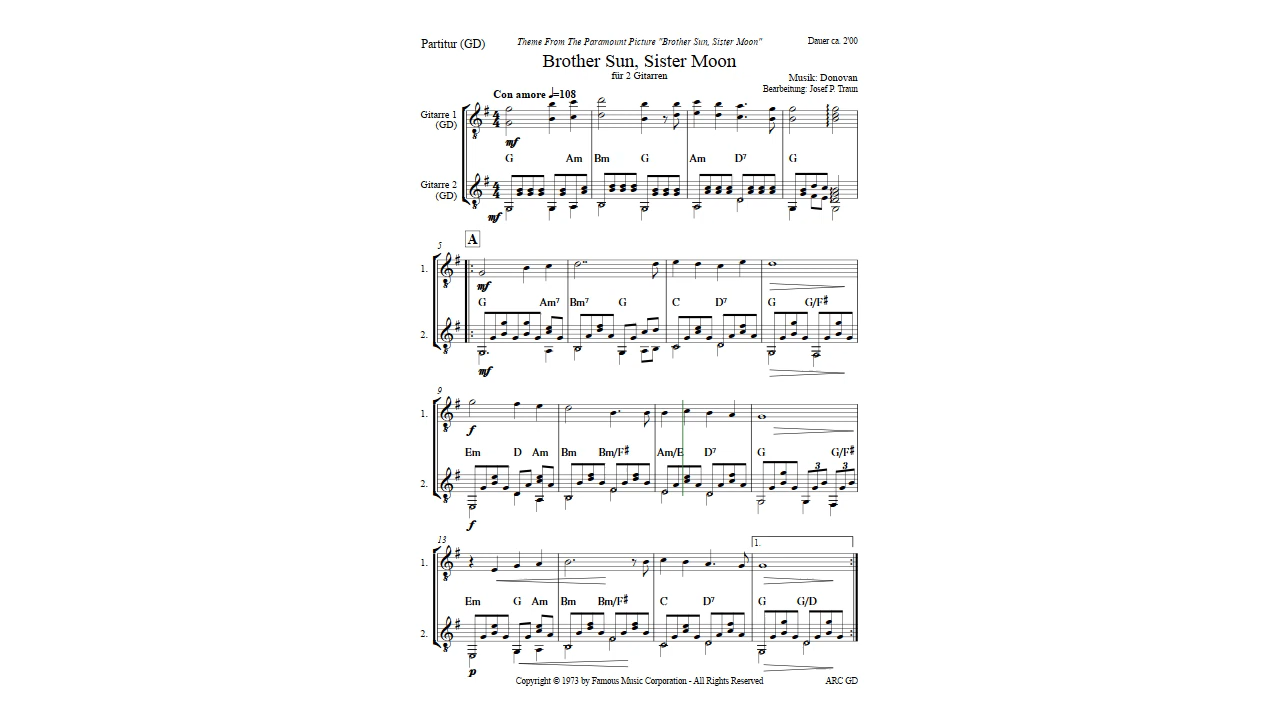 Partitur (GD)
Theme From The Paramount Picture "Brother Sun, Sister Moon"
Dauer ca. 2'00
Brother Sun, Sister Moon
für 2 Gitarren
Musik: Donovan
Bearbeitung: Josef P. Traun
Con amore ♩=108
Gitarre 1
(GD)
mf
G Am Bm G Am D7 G
Gitarre 2
(GD)
mf
5 A
1.
mf
G Am7 Bm7 G C D7 G G/F♯
2.
mf
9
1.
f
Em D Am Bm Bm/F♯ Am/E D7 G G/F♯
3 3
2.
f
13 1.
1.
Em G Am Bm Bm/F♯ C D7 G G/D
2.
p
Copyright © 1973 by Famous Music Corporation - All Rights Reserved
ARC GD